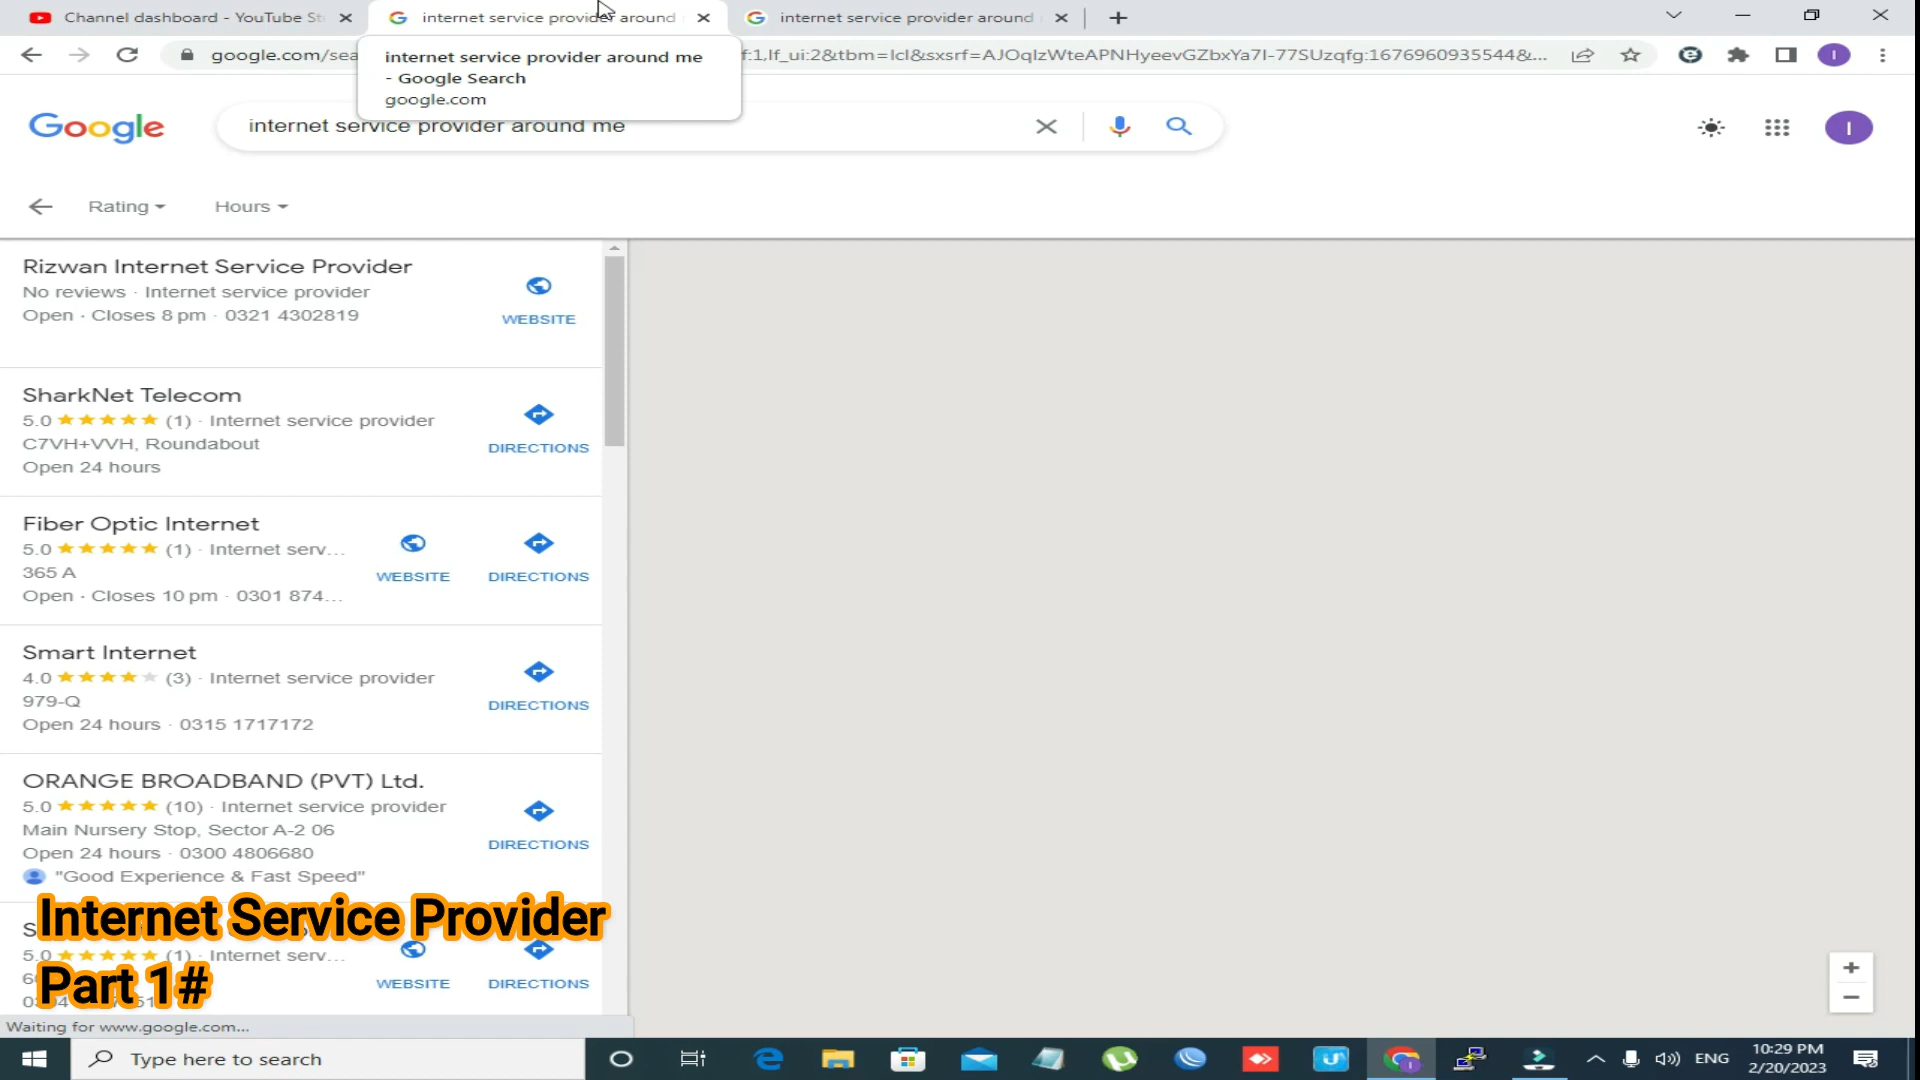 Channel dashboard - YouTube St
internet service provider around
internet service provider around
google.com/sea
f:1,lf_ui:2&tbm=lcl&sxsrf=AJOqlzWteAPNHyeevGZbxYa7I-77SUzqfg:1676960935544&...
internet service provider around me
- Google Search
google.com
Google
internet service provider around me
I
Rating
Hours
Rizwan Internet Service Provider
No reviews · Internet service provider
Open · Closes 8 pm · 0321 4302819
WEBSITE
SharkNet Telecom
5.0 (1) · Internet service provider
C7VH+VVH, Roundabout
Open 24 hours
DIRECTIONS
Fiber Optic Internet
5.0 (1) · Internet serv...
365 A
Open · Closes 10 pm · 0301 874...
WEBSITE
DIRECTIONS
Smart Internet
4.0 (3) · Internet service provider
979-Q
Open 24 hours · 0315 1717172
DIRECTIONS
ORANGE BROADBAND (PVT) Ltd.
5.0 (10) · Internet service provider
Main Nursery Stop, Sector A-2 06
Open 24 hours · 0300 4806680
"Good Experience & Fast Speed"
DIRECTIONS
Internet Service Provider
5.0 (1) · Internet serv...
Part 1#
WEBSITE
DIRECTIONS
Waiting for www.google.com...
Type here to search
ENG
10:29 PM
2/20/2023